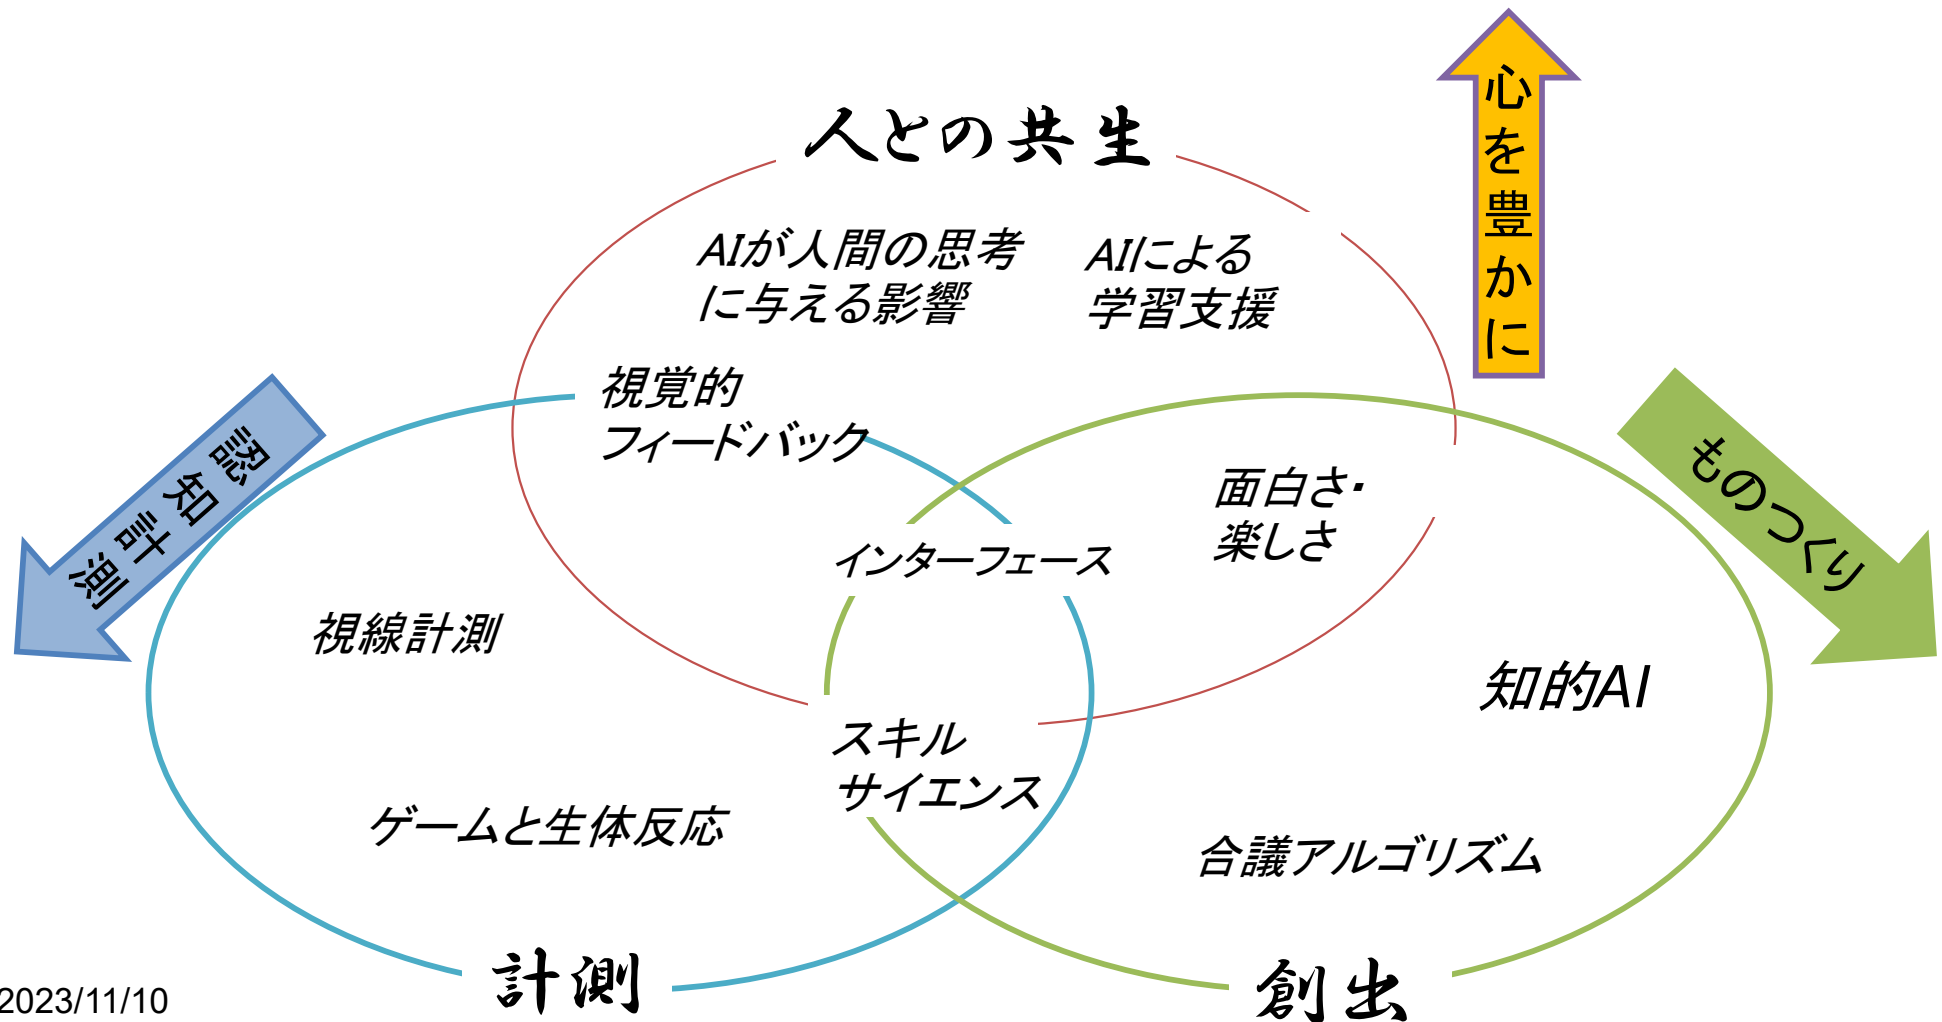 心を豊かに
人との共生
AIが人間の思考
に与える影響
AIによる
学習支援
視覚的
フィードバック
認知計測
ものつくり
面白さ・
楽しさ
インターフェース
視線計測
知的AI
スキル
サイエンス
ゲームと生体反応
合議アルゴリズム
計測
創出
2023/11/10